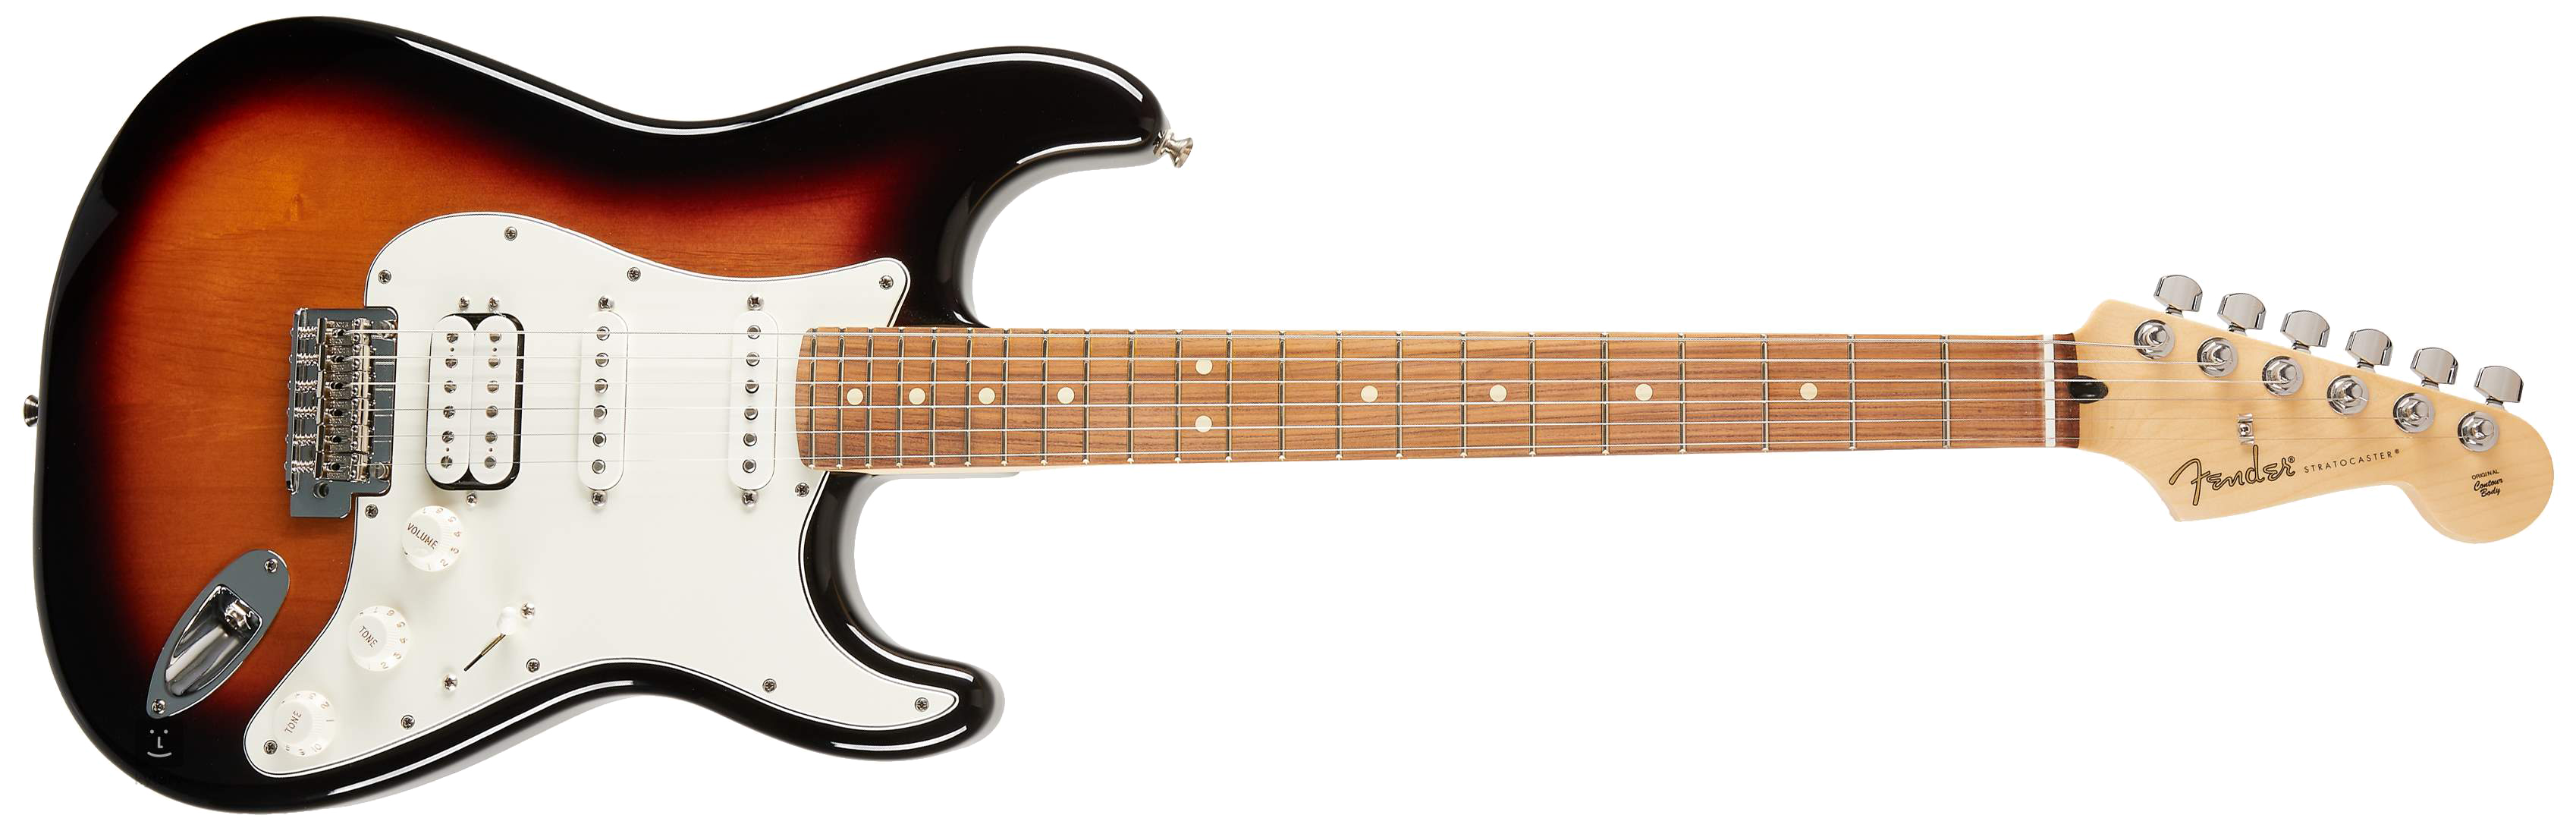 VOLUME
TONE
TONE
Fender®
STRATOCASTER®
ORIGINAL
Contour
Body